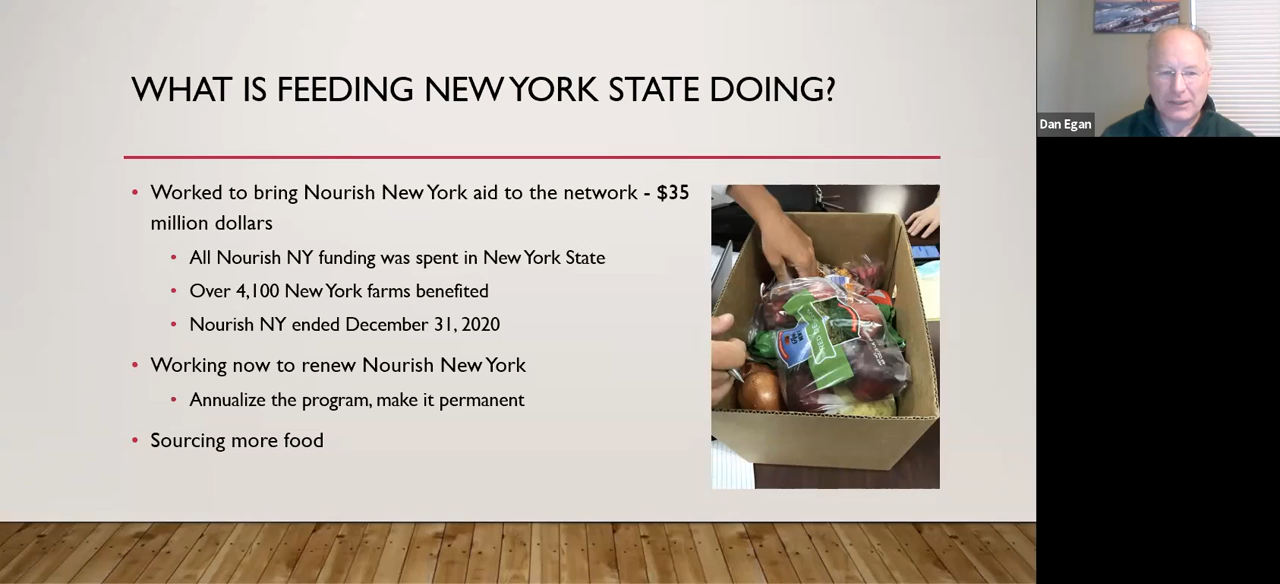 WHAT IS FEEDING NEW YORK STATE DOING?
Dan Egan
• Worked to bring Nourish New York aid to the network - $35
million dollars
• All Nourish NY funding was spent in New York State
• Over 4,100 New York farms benefited
• Nourish NY ended December 31, 2020
• Working now to renew Nourish New York
• Annualize the program, make it permanent
• Sourcing more food